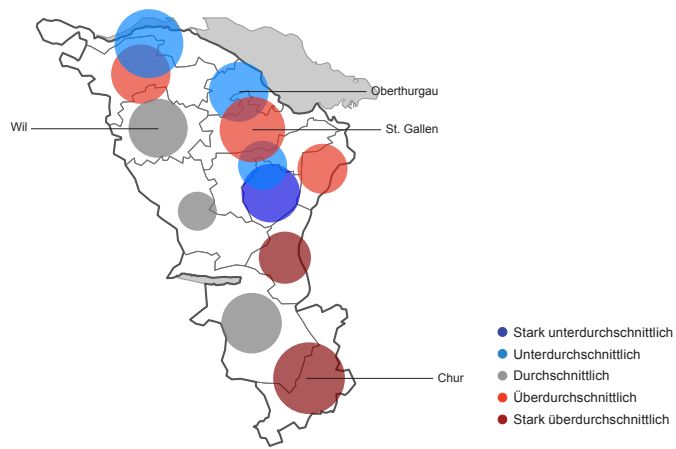 Oberthurgau
Wil
St. Gallen
Stark unterdurchschnittlich
Unterdurchschnittlich
Durchschnittlich
Überdurchschnittlich
Stark überdurchschnittlich
Chur